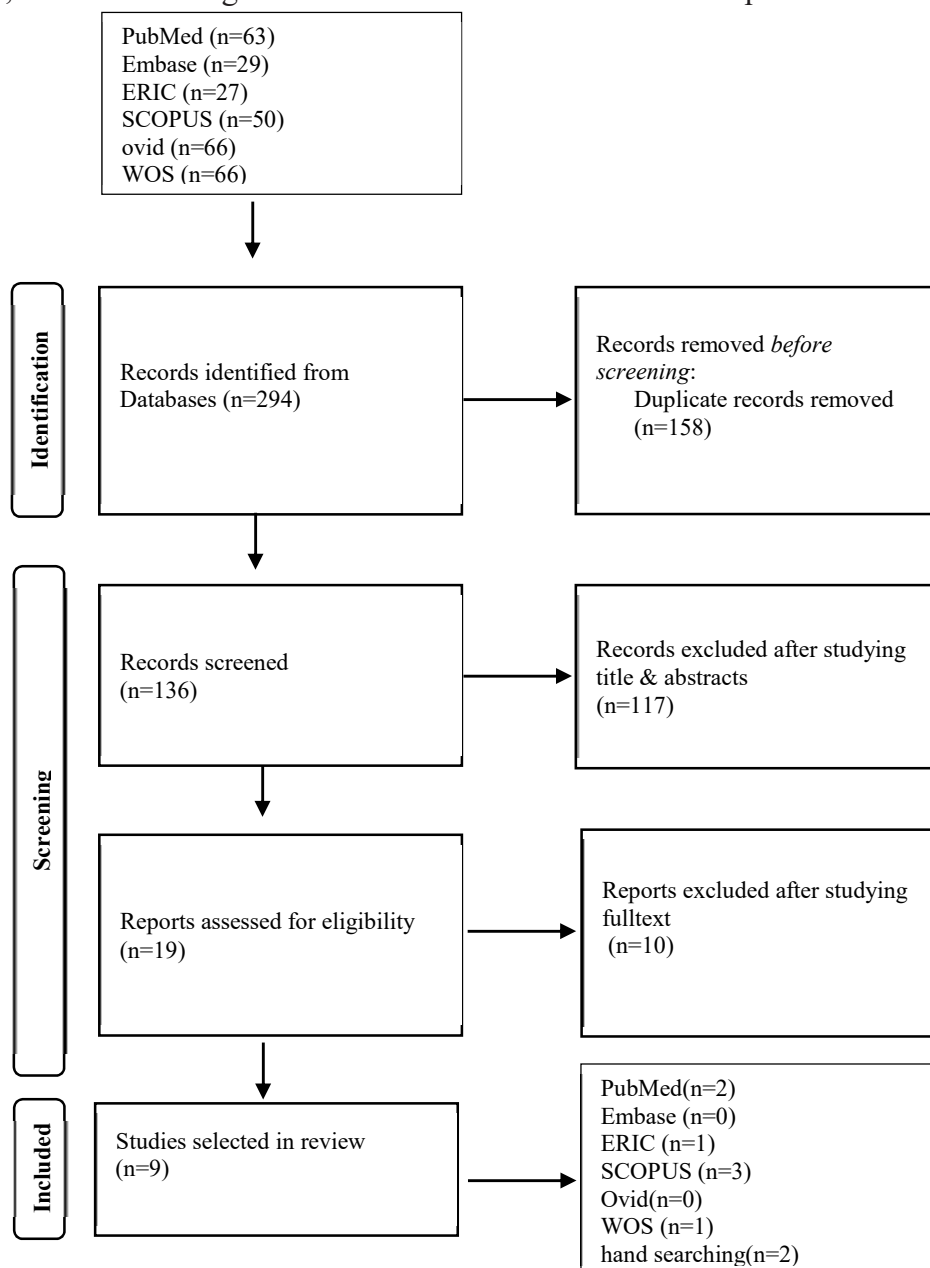 PubMed (n=63)
Embase (n=29)
ERIC (n=27)
SCOPUS (n=50)
ovid (n=66)
WOS (n=66)
Identification
Records identified from
Databases (n=294)
Records removed before
screening:
Duplicate records removed
(n=158)
Screening
Records screened
(n=136)
Records excluded after studying
title & abstracts
(n=117)
Reports assessed for eligibility
(n=19)
Reports excluded after studying
fulltext
(n=10)
Included
Studies selected in review
(n=9)
PubMed(n=2)
Embase (n=0)
ERIC (n=1)
SCOPUS (n=3)
Ovid(n=0)
WOS (n=1)
hand searching(n=2)